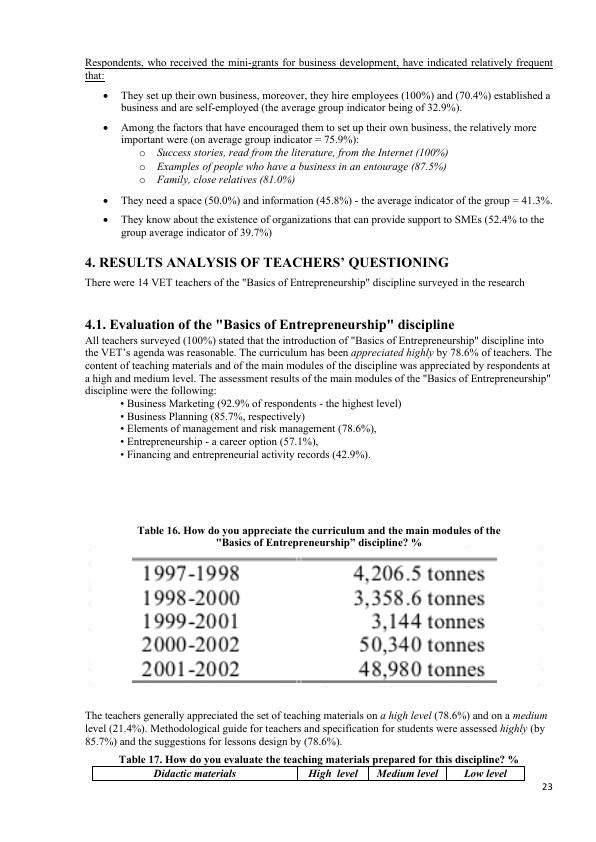 Respondents, who received the mini-grants for business development, have indicated relatively frequent
that:
• They set up their own business, moreover, they hire employees (100%) and (70.4%) established a
business and are self-employed (the average group indicator being of 32.9%).
• Among the factors that have encouraged them to set up their own business, the relatively more
important were (on average group indicator = 75.9%):
o Success stories, read from the literature, from the Internet (100%)
o Examples of people who have a business in an entourage (87.5%)
o Family, close relatives (81.0%)
• They need a space (50.0%) and information (45.8%) - the average indicator of the group = 41.3%.
• They know about the existence of organizations that can provide support to SMEs (52.4% to the
group average indicator of 39.7%)
4. RESULTS ANALYSIS OF TEACHERS’ QUESTIONING
There were 14 VET teachers of the "Basics of Entrepreneurship" discipline surveyed in the research
4.1. Evaluation of the "Basics of Entrepreneurship" discipline
All teachers surveyed (100%) stated that the introduction of "Basics of Entrepreneurship" discipline into
the VET’s agenda was reasonable. The curriculum has been appreciated highly by 78.6% of teachers. The
content of teaching materials and of the main modules of the discipline was appreciated by respondents at
a high and medium level. The assessment results of the main modules of the "Basics of Entrepreneurship"
discipline were the following:
• Business Marketing (92.9% of respondents - the highest level)
• Business Planning (85.7%, respectively)
• Elements of management and risk management (78.6%),
• Entrepreneurship - a career option (57.1%),
• Financing and entrepreneurial activity records (42.9%).
Table 16. How do you appreciate the curriculum and the main modules of the
"Basics of Entrepreneurship” discipline? %
1997-1998 4,206.5 tonnes
1998-2000 3,358.6 tonnes
1999-2001 3,144 tonnes
2000-2002 50,340 tonnes
2001-2002 48,980 tonnes
The teachers generally appreciated the set of teaching materials on a high level (78.6%) and on a medium
level (21.4%). Methodological guide for teachers and specification for students were assessed highly (by
85.7%) and the suggestions for lessons design by (78.6%).
Table 17. How do you evaluate the teaching materials prepared for this discipline? %
Didactic materials High level Medium level Low level
23